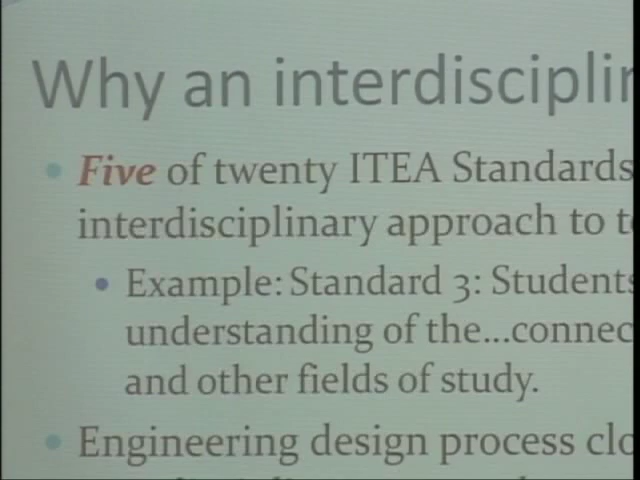 Why an interdisciplin
Five of twenty ITEA Standards
interdisciplinary approach to t
Example: Standard 3: Students
understanding of the...connec
and other fields of study.
Engineering design process clo